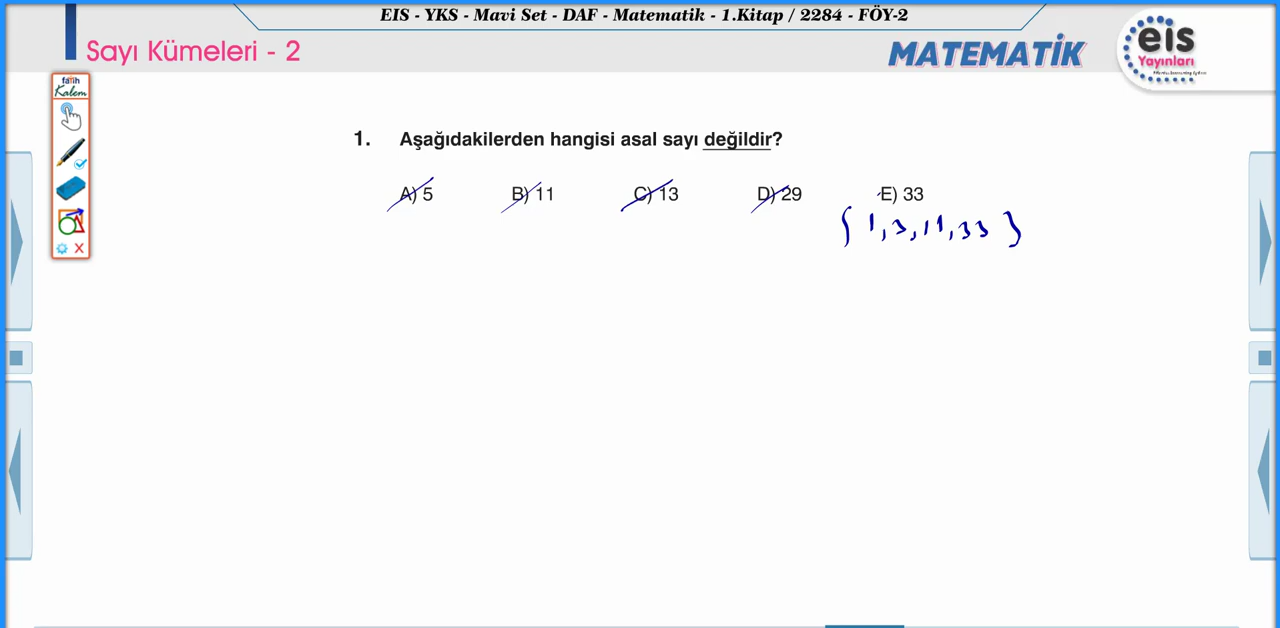 EIS - YKS - Mavi Set - DAF - Matematik - 1.Kitap / 2284 - FÖY-2
Sayı Kümeleri - 2
MATEMATİK
eis
Yayınları
fatih
Kalem
1. Aşağıdakilerden hangisi asal sayı değildir?
A) 5 B) 11 C) 13 D) 29 E) 33
{ 1, 3, 11, 33 }